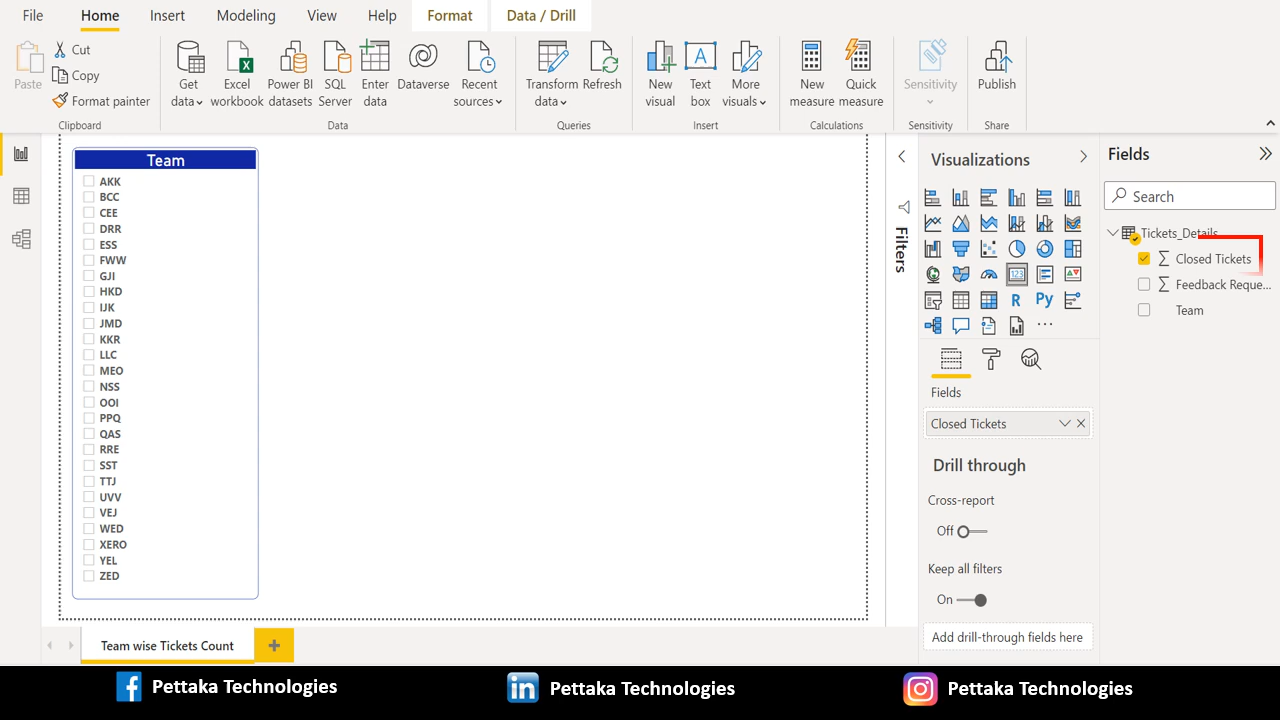 File Home Insert Modeling View Help Format Data / Drill
Paste
Cut
Copy
Format painter
Clipboard
Get data
Excel workbook
Power BI datasets
SQL Server
Enter data
Dataverse
Recent sources
Data
Transform data
Refresh
Queries
New visual
A
Text box
More visuals
Insert
New measure
Quick measure
Calculations
Sensitivity
Sensitivity
Publish
Share
Team
AKK
BCC
CEE
DRR
ESS
FWW
GJI
HKD
IJK
JMD
KKR
LLC
MEO
NSS
OOI
PPQ
QAS
RRE
SST
TTJ
UVV
VEJ
WED
XERO
YEL
ZED
Filters
Visualizations
123
R
Py
Fields
Closed Tickets
Drill through
Cross-report
Off
Keep all filters
On
Add drill-through fields here
Fields
Search
Tickets_Details
Closed Tickets
Feedback Reque...
Team
Team wise Tickets Count
Pettaka Technologies
Pettaka Technologies
Pettaka Technologies